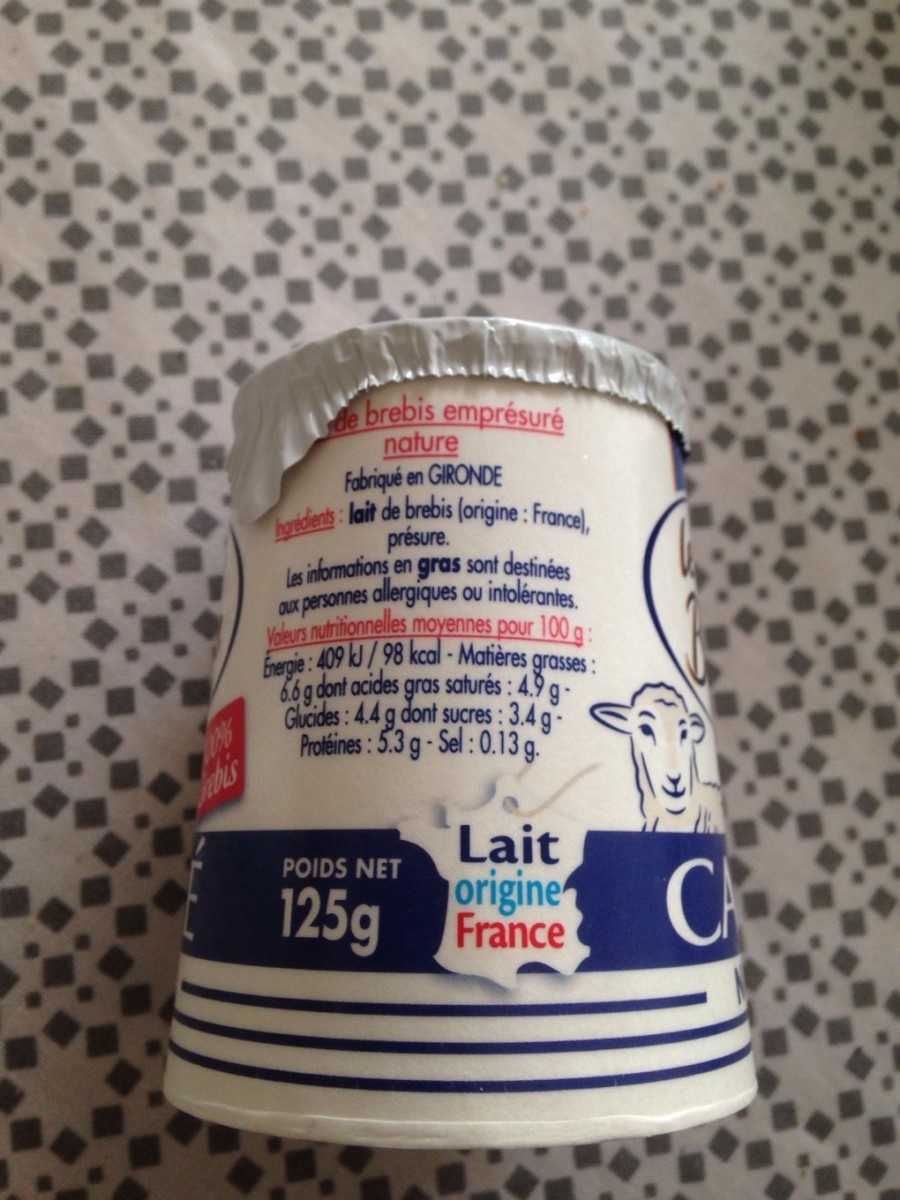 de brebis emprésuré
nature
Fabriqué en GIRONDE
Ingrédients : lait de brebis (origine : France),
présure.
Les informations en gras sont destinées
aux personnes allergiques ou intolérantes.
Valeurs nutritionnelles moyennes pour 100 g :
Énergie : 409 kJ / 98 kcal - Matières grasses :
6.6 g dont acides gras saturés : 4.9 g -
Glucides : 4.4 g dont sucres : 3.4 g -
Protéines : 5.3 g - Sel : 0.13 g.
POIDS NET
125g
Lait
origine
France
É
CA